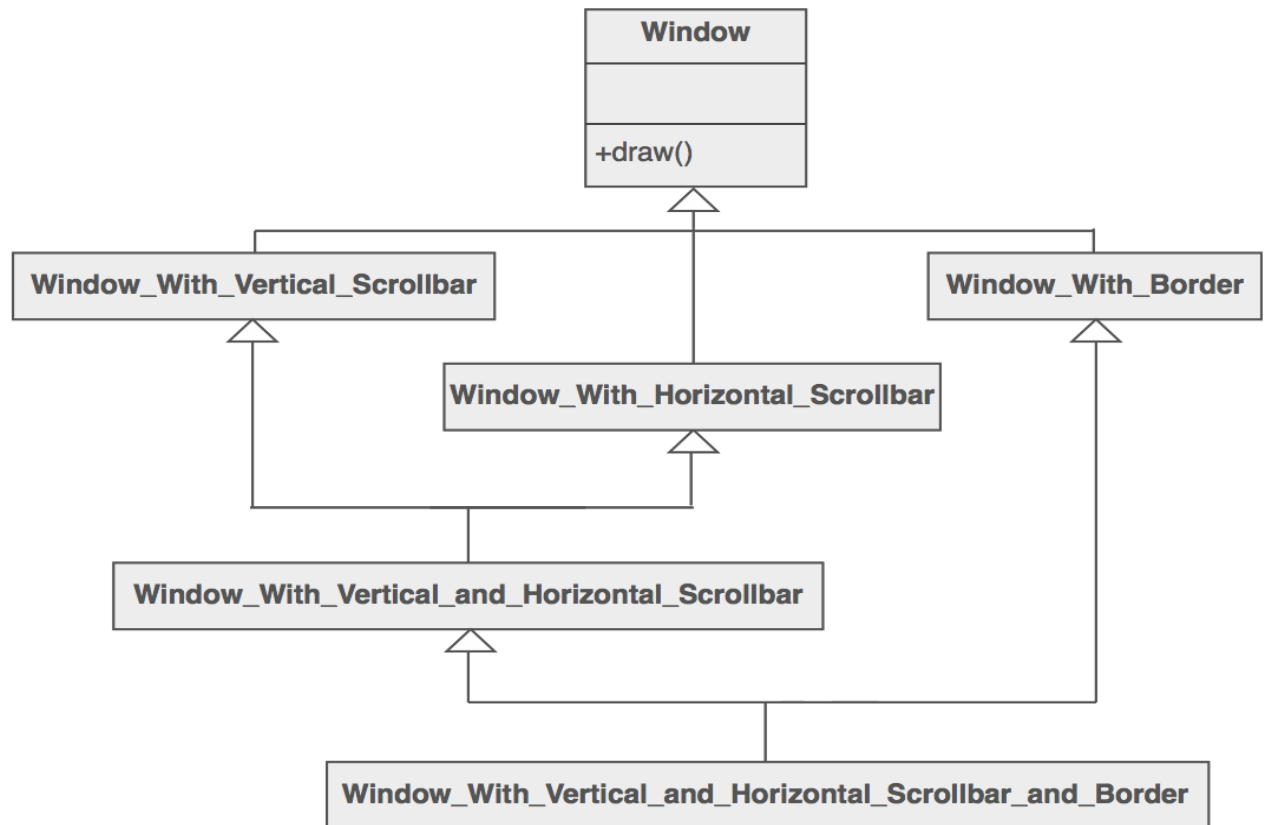 Window
+draw()
Window_With_Vertical_Scrollbar
Window_With_Border
Window_With_Horizontal_Scrollbar
Window_With_Vertical_and_Horizontal_Scrollbar
Window_With_Vertical_and_Horizontal_Scrollbar_and_Border